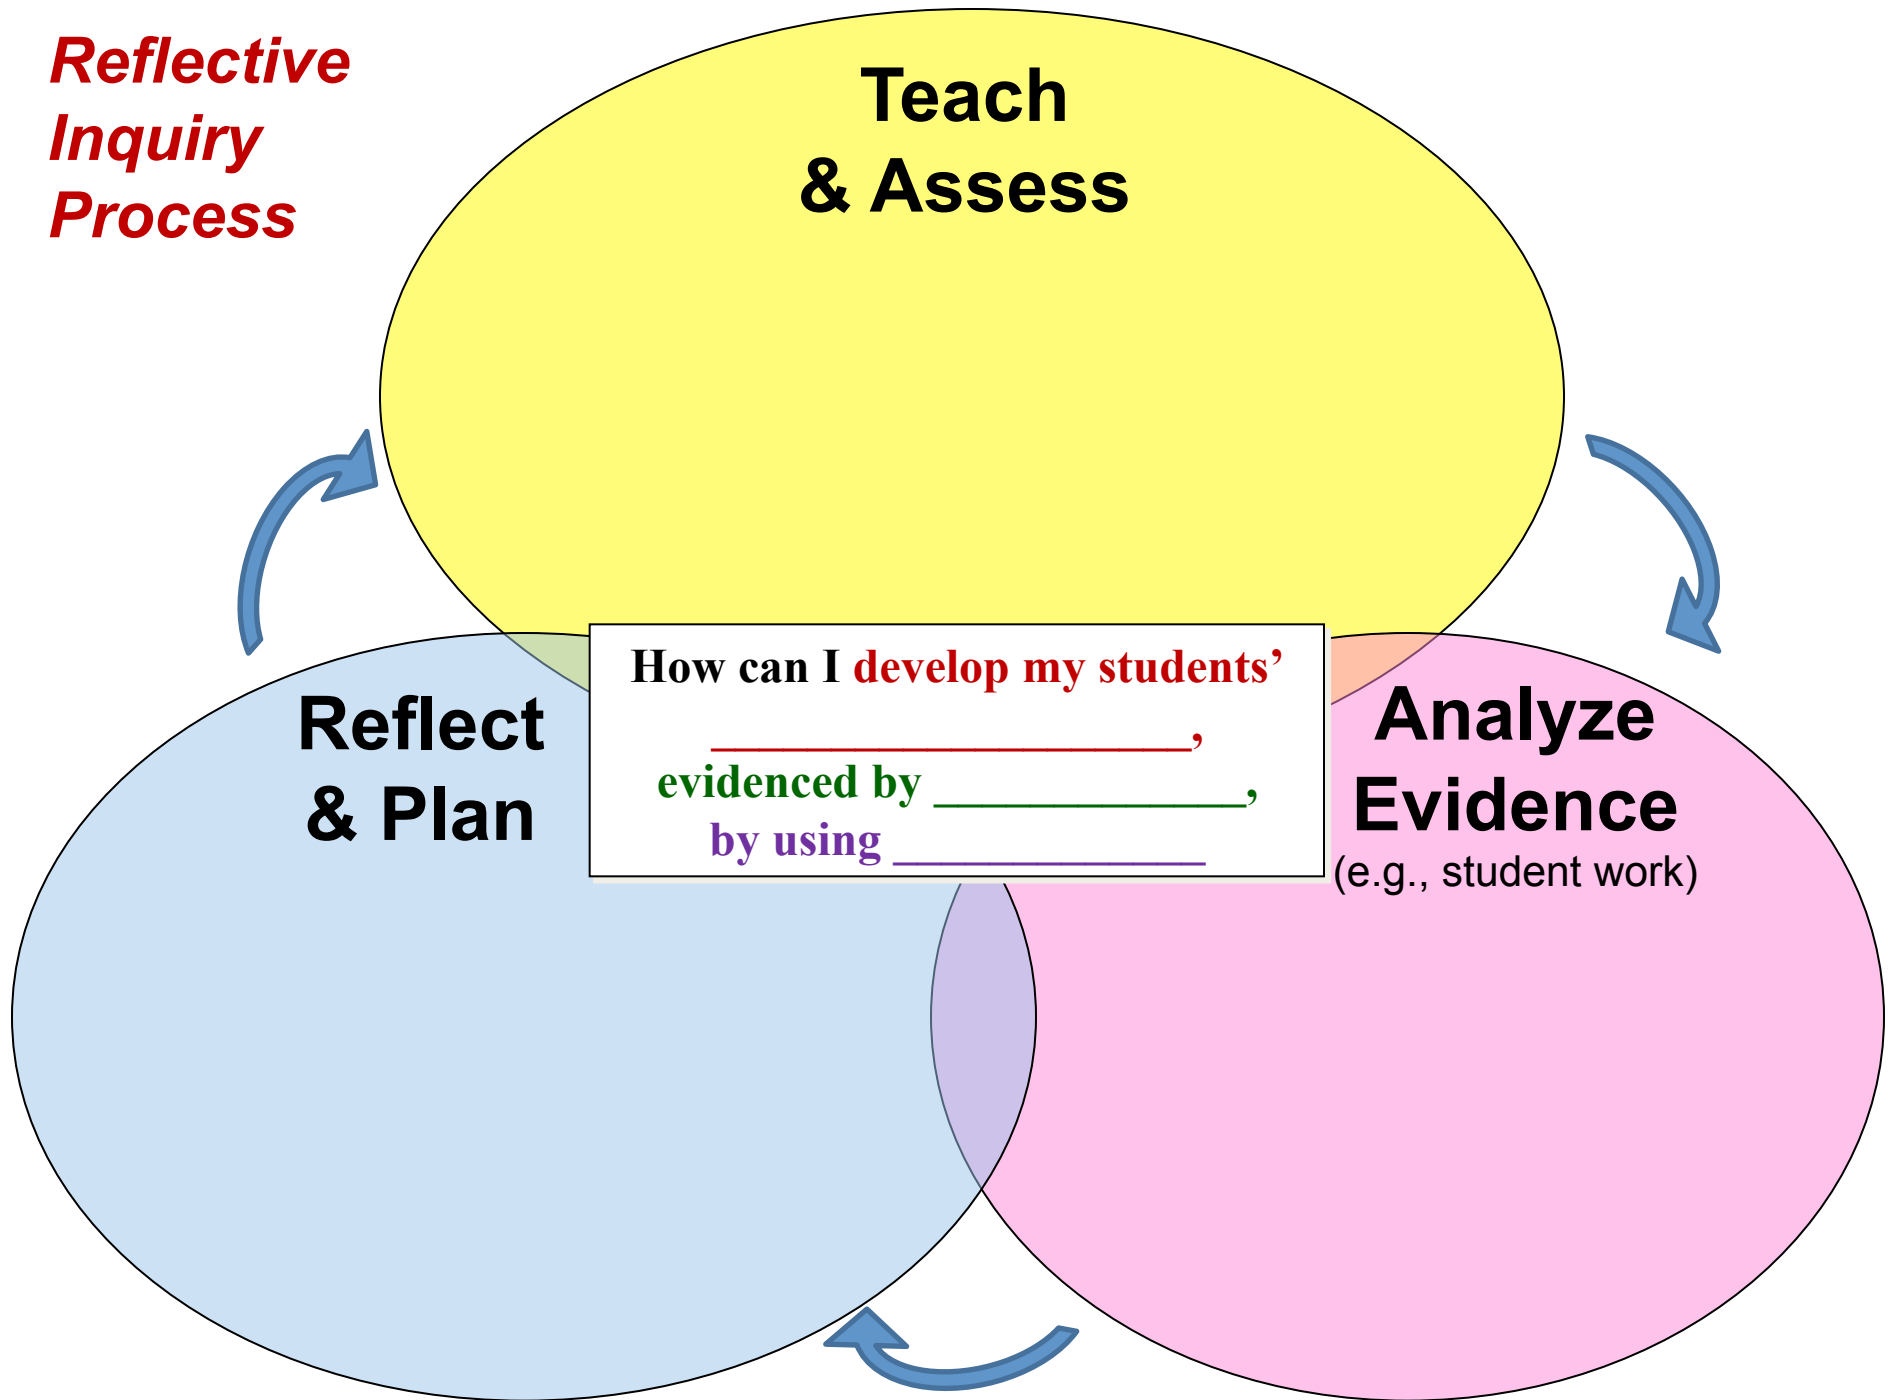 Reflective
Inquiry
Process
Teach
& Assess
How can I develop my students’
____________________,
evidenced by _____________,
by using _____________
Reflect
& Plan
Analyze
Evidence
(e.g., student work)